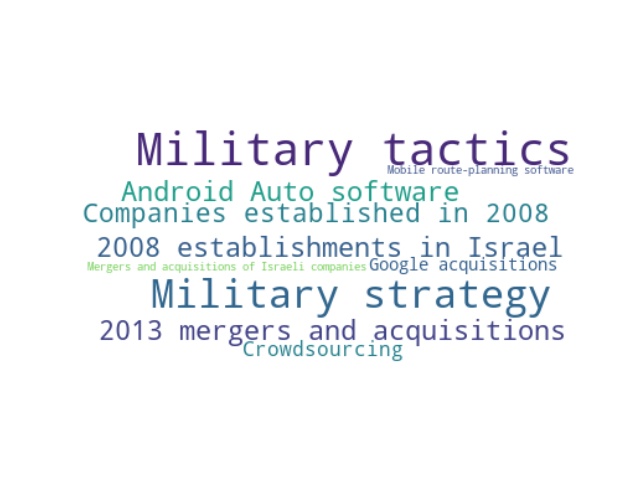 Military tactics
Mobile route-planning software
Android Auto software
Companies established in 2008
2008 establishments in Israel
Mergers and acquisitions of Israeli companies
Google acquisitions
Military strategy
2013 mergers and acquisitions
Crowdsourcing